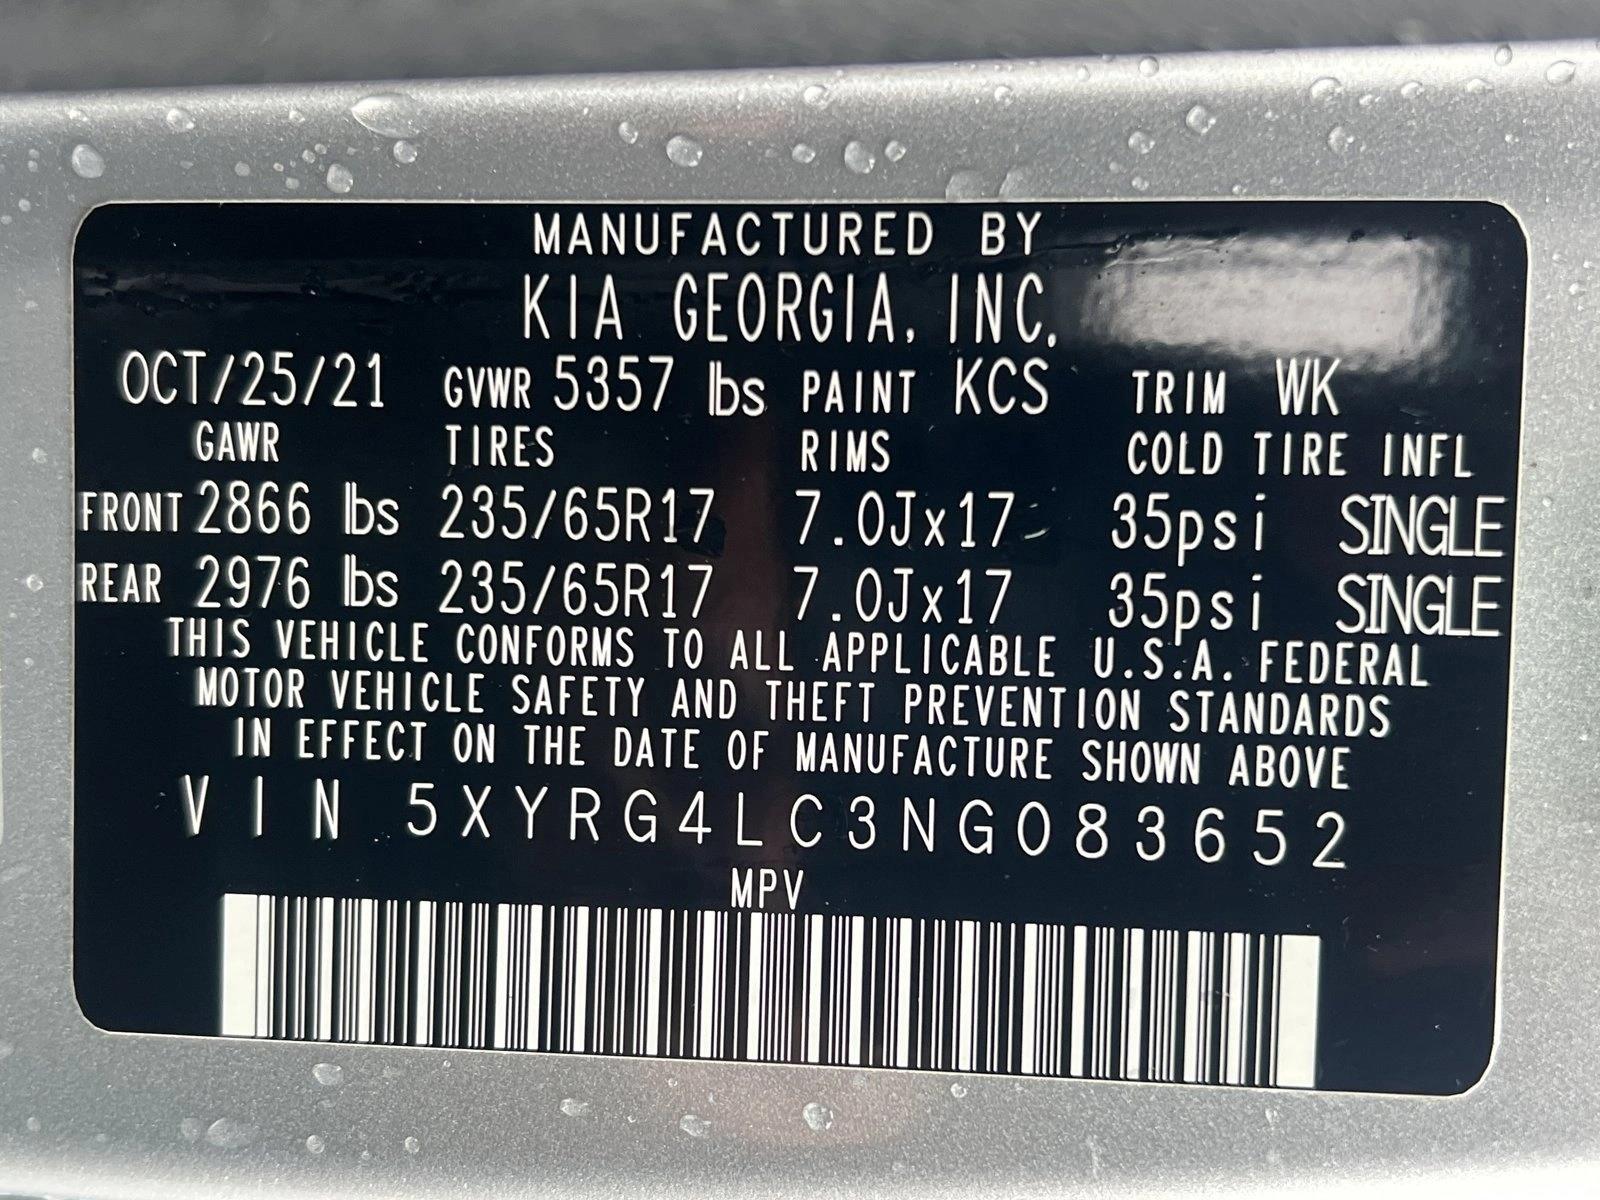 MANUFACTURED BY
KIA GEORGIA, INC.
OCT/25/21 GVWR 5357 lbs PAINT KCS TRIM WK
GAWR TIRES RIMS COLD TIRE INFL
FRONT 2866 lbs 235/65R17 7.0Jx17 35psi SINGLE
REAR 2976 lbs 235/65R17 7.0Jx17 35psi SINGLE
THIS VEHICLE CONFORMS TO ALL APPLICABLE U.S.A. FEDERAL
MOTOR VEHICLE SAFETY AND THEFT PREVENTION STANDARDS
IN EFFECT ON THE DATE OF MANUFACTURE SHOWN ABOVE
VIN 5XYRG4LC3NG083652
MPV